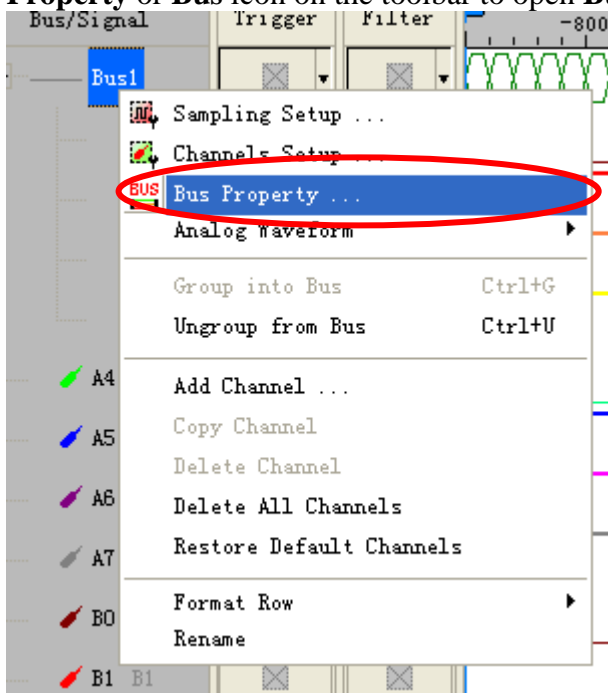 Property or Bus icon on the toolbar to open B
Bus/Signal Trigger Filter -800
Bus1
Sampling Setup ...
Channels Setup ...
BUS Bus Property ...
Analog Waveform
Group into Bus Ctrl+G
Ungroup from Bus Ctrl+U
A4 Add Channel ...
A5 Copy Channel
Delete Channel
A6 Delete All Channels
A7 Restore Default Channels
B0 Format Row
Rename
B1 B1